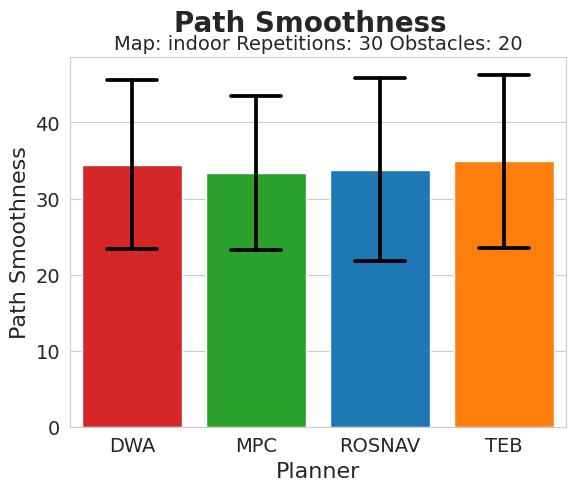 Path Smoothness
Map: indoor Repetitions: 30 Obstacles: 20
Path Smoothness
40
30
20
10
0
DWA MPC ROSNAV TEB
Planner